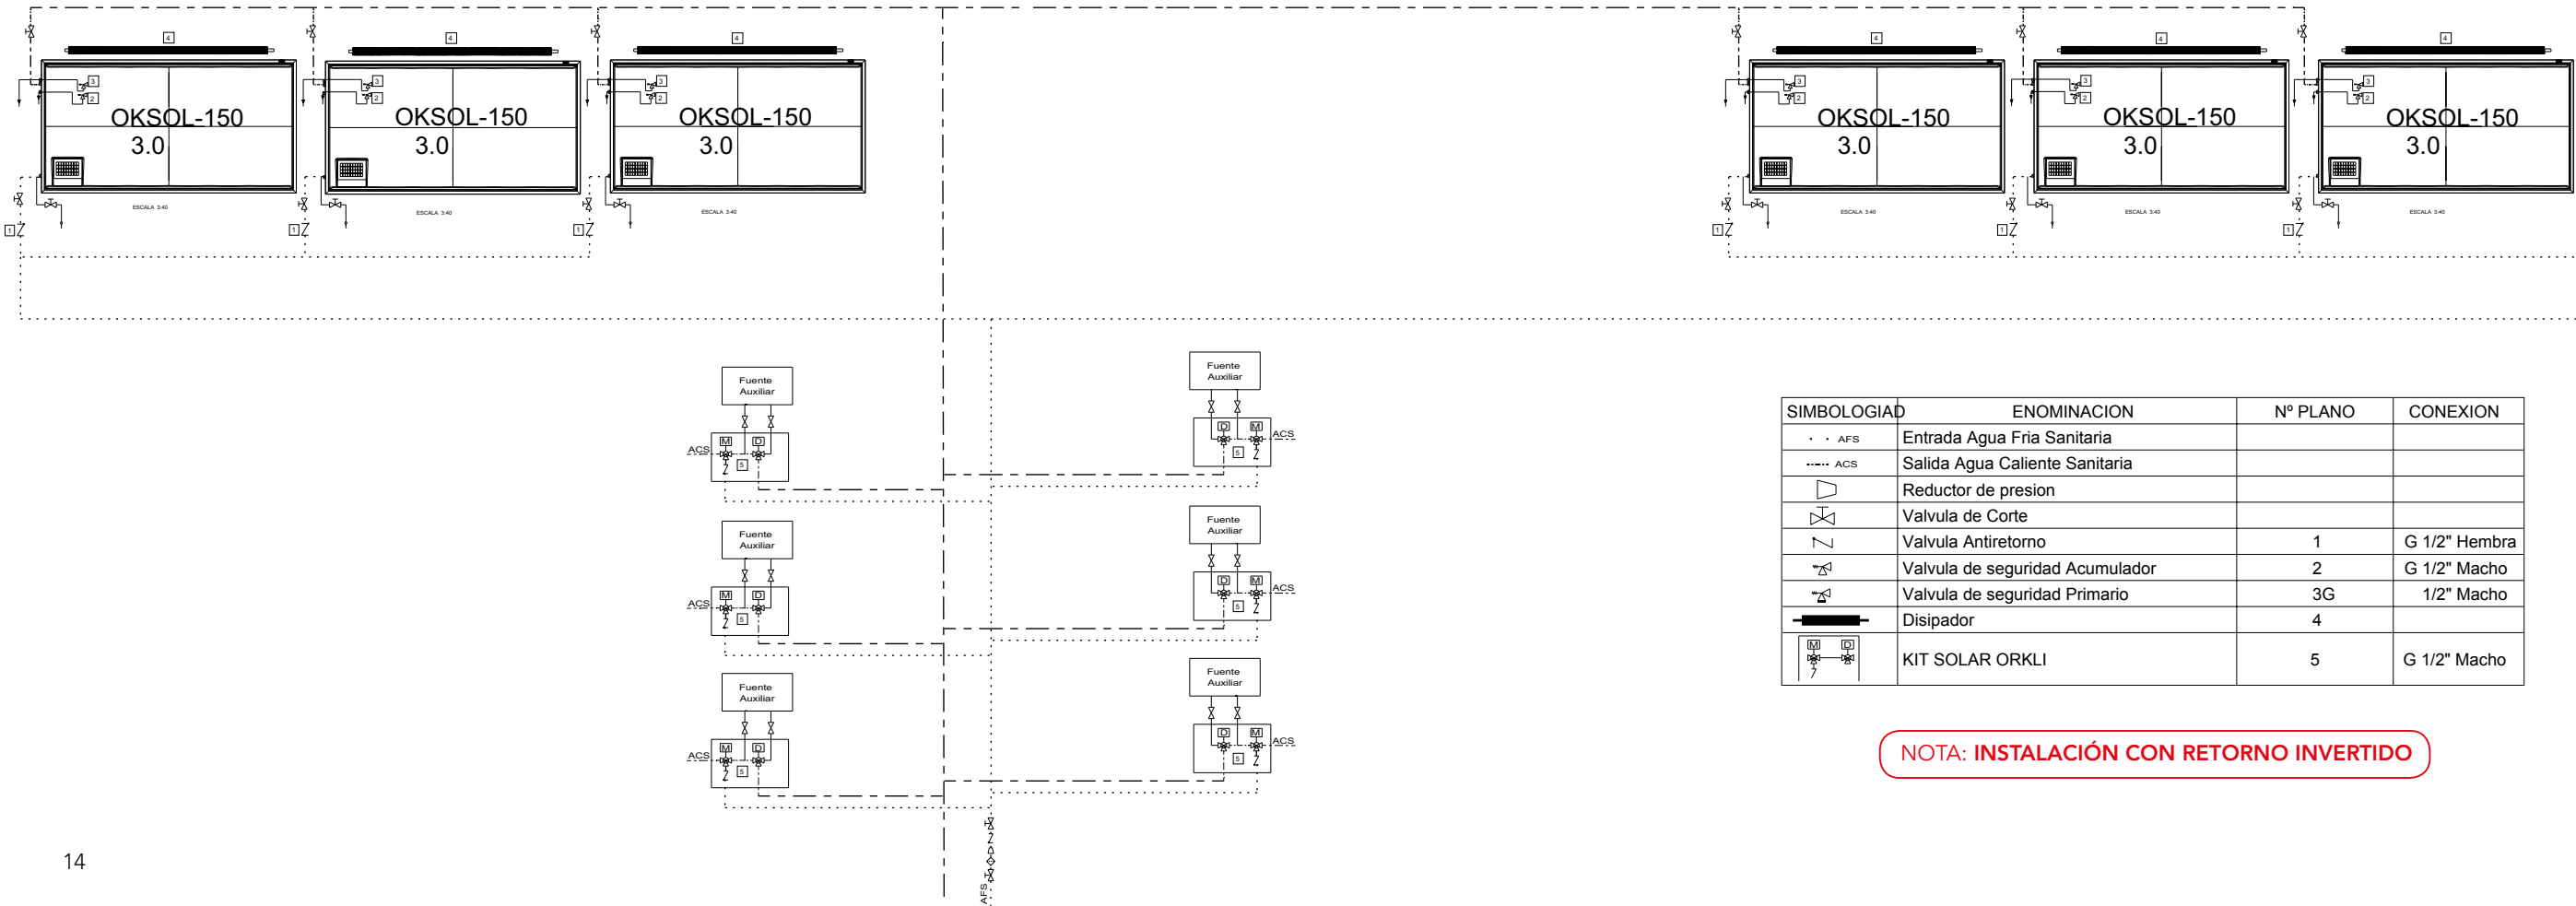 4
4
4
4
4
4
3
2
OKSOL-150
3.0
3
2
OKSOL-150
3.0
3
2
OKSOL-150
3.0
3
2
OKSOL-150
3.0
3
2
OKSOL-150
3.0
3
2
OKSOL-150
3.0
ESCALA 3:40
ESCALA 3:40
ESCALA 3:40
ESCALA 3:40
ESCALA 3:40
ESCALA 3:40
1
1
1
1
1
1
Fuente
Auxiliar
ACS
M
D
5
Fuente
Auxiliar
D
M
ACS
5
Fuente
Auxiliar
ACS
M
D
5
Fuente
Auxiliar
D
M
ACS
5
Fuente
Auxiliar
ACS
M
D
5
Fuente
Auxiliar
D
M
ACS
5
AFS
SIMBOLOGIAD ENOMINACION Nº PLANO CONEXION
AFS Entrada Agua Fria Sanitaria
ACS Salida Agua Caliente Sanitaria
Reductor de presion
Valvula de Corte
Valvula Antiretorno 1 G 1/2" Hembra
Valvula de seguridad Acumulador 2 G 1/2" Macho
Valvula de seguridad Primario 3G 1/2" Macho
Disipador 4
M D KIT SOLAR ORKLI 5 G 1/2" Macho
NOTA: INSTALACIÓN CON RETORNO INVERTIDO
14